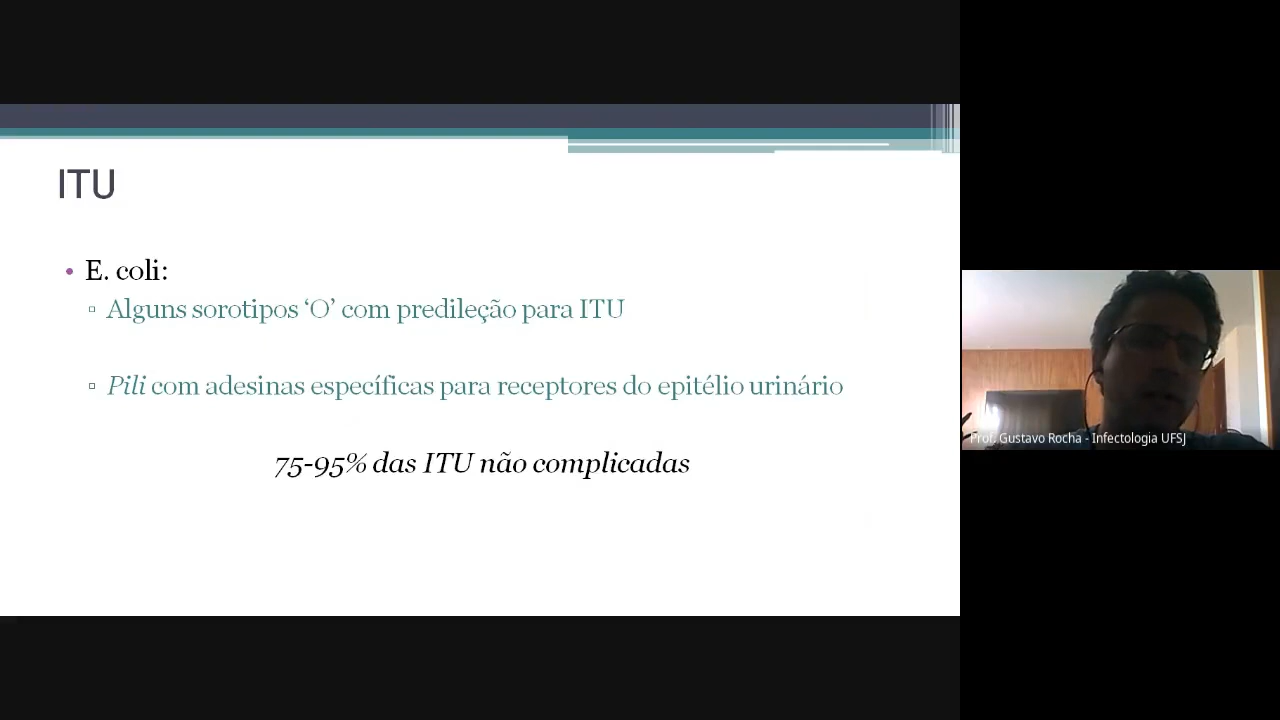 ITU
• E. coli:
▫ Alguns sorotipos ‘O’ com predileção para ITU
▫ Pili com adesinas específicas para receptores do epitélio urinário
75-95% das ITU não complicadas
Prof. Gustavo Rocha - Infectologia UFSJ